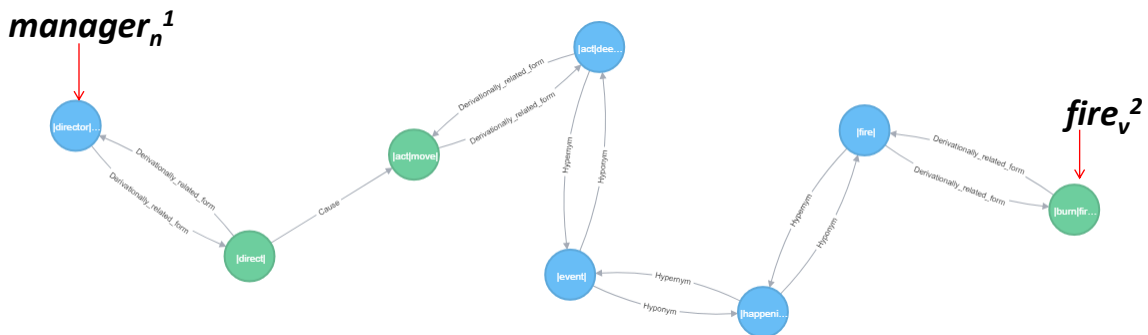 manager_n^1
|director|...
Derivationally_related_form
Derivationally_related_form
|direct|
Cause
|act|move|
Derivationally_related_form
Derivationally_related_form
|act|dee...
Hypernym
Hyponym
|event|
Hypernym
Hyponym
|happeni...
Hypernym
Hyponym
|fire|
Derivationally_related_form
Derivationally_related_form
|burn|fir...
fire_v^2